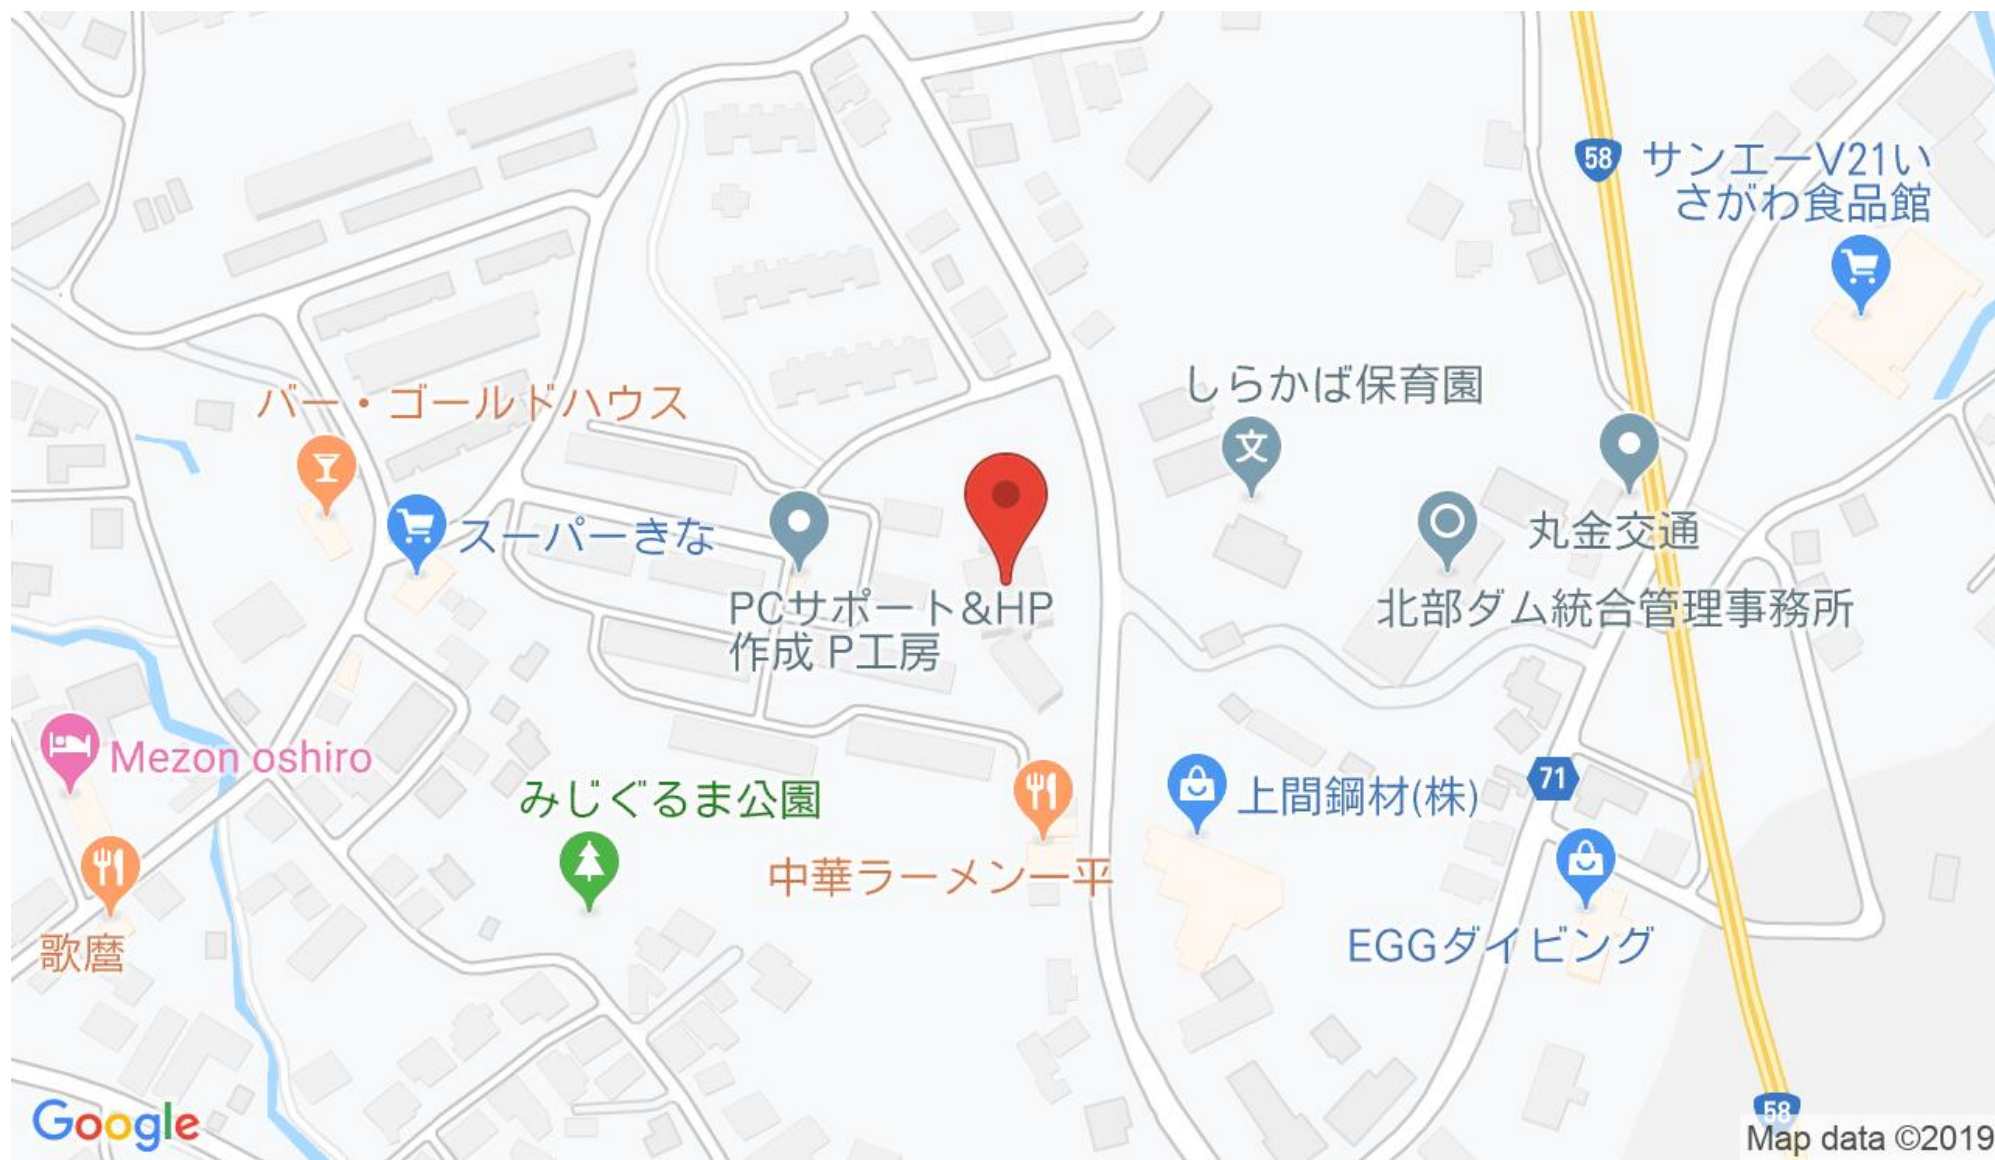 58
サンエーV21い
さがわ食品館
しらかば保育園
バー・ゴールドハウス
スーパーきな
丸金交通
PCサポート&HP
作成 P工房
北部ダム統合管理事務所
Mezon oshiro
みじぐるま公園
上間鋼材(株)
71
中華ラーメン一平
歌麿
EGGダイビング
文
58
Google
Map data ©2019